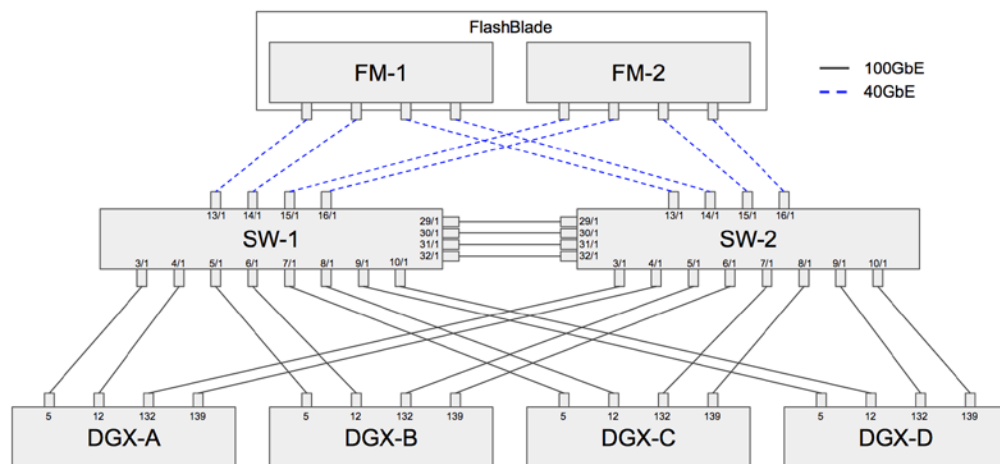 FlashBlade
FM-1 FM-2
100GbE
40GbE
13/1 14/1 15/1 16/1 13/1 14/1 15/1 16/1
29/1 29/1
30/1 30/1
SW-1 31/1 31/1 SW-2
32/1 32/1
3/1 4/1 5/1 6/1 7/1 8/1 9/1 10/1 3/1 4/1 5/1 6/1 7/1 8/1 9/1 10/1
5 12 132 139 5 12 132 139 5 12 132 139 5 12 132 139
DGX-A DGX-B DGX-C DGX-D